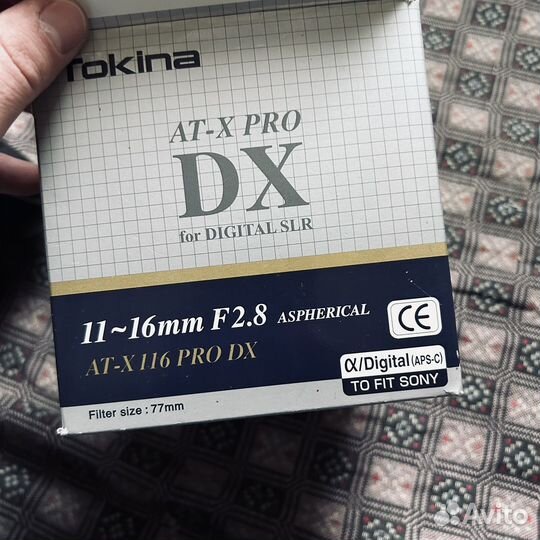 Tokina
AT-X PRO
DX
for DIGITAL SLR
11~16mm F2.8 ASPHERICAL
CE
AT-X 116 PRO DX
α/Digital (APS-C)
TO FIT SONY
Filter size : 77mm
Avito